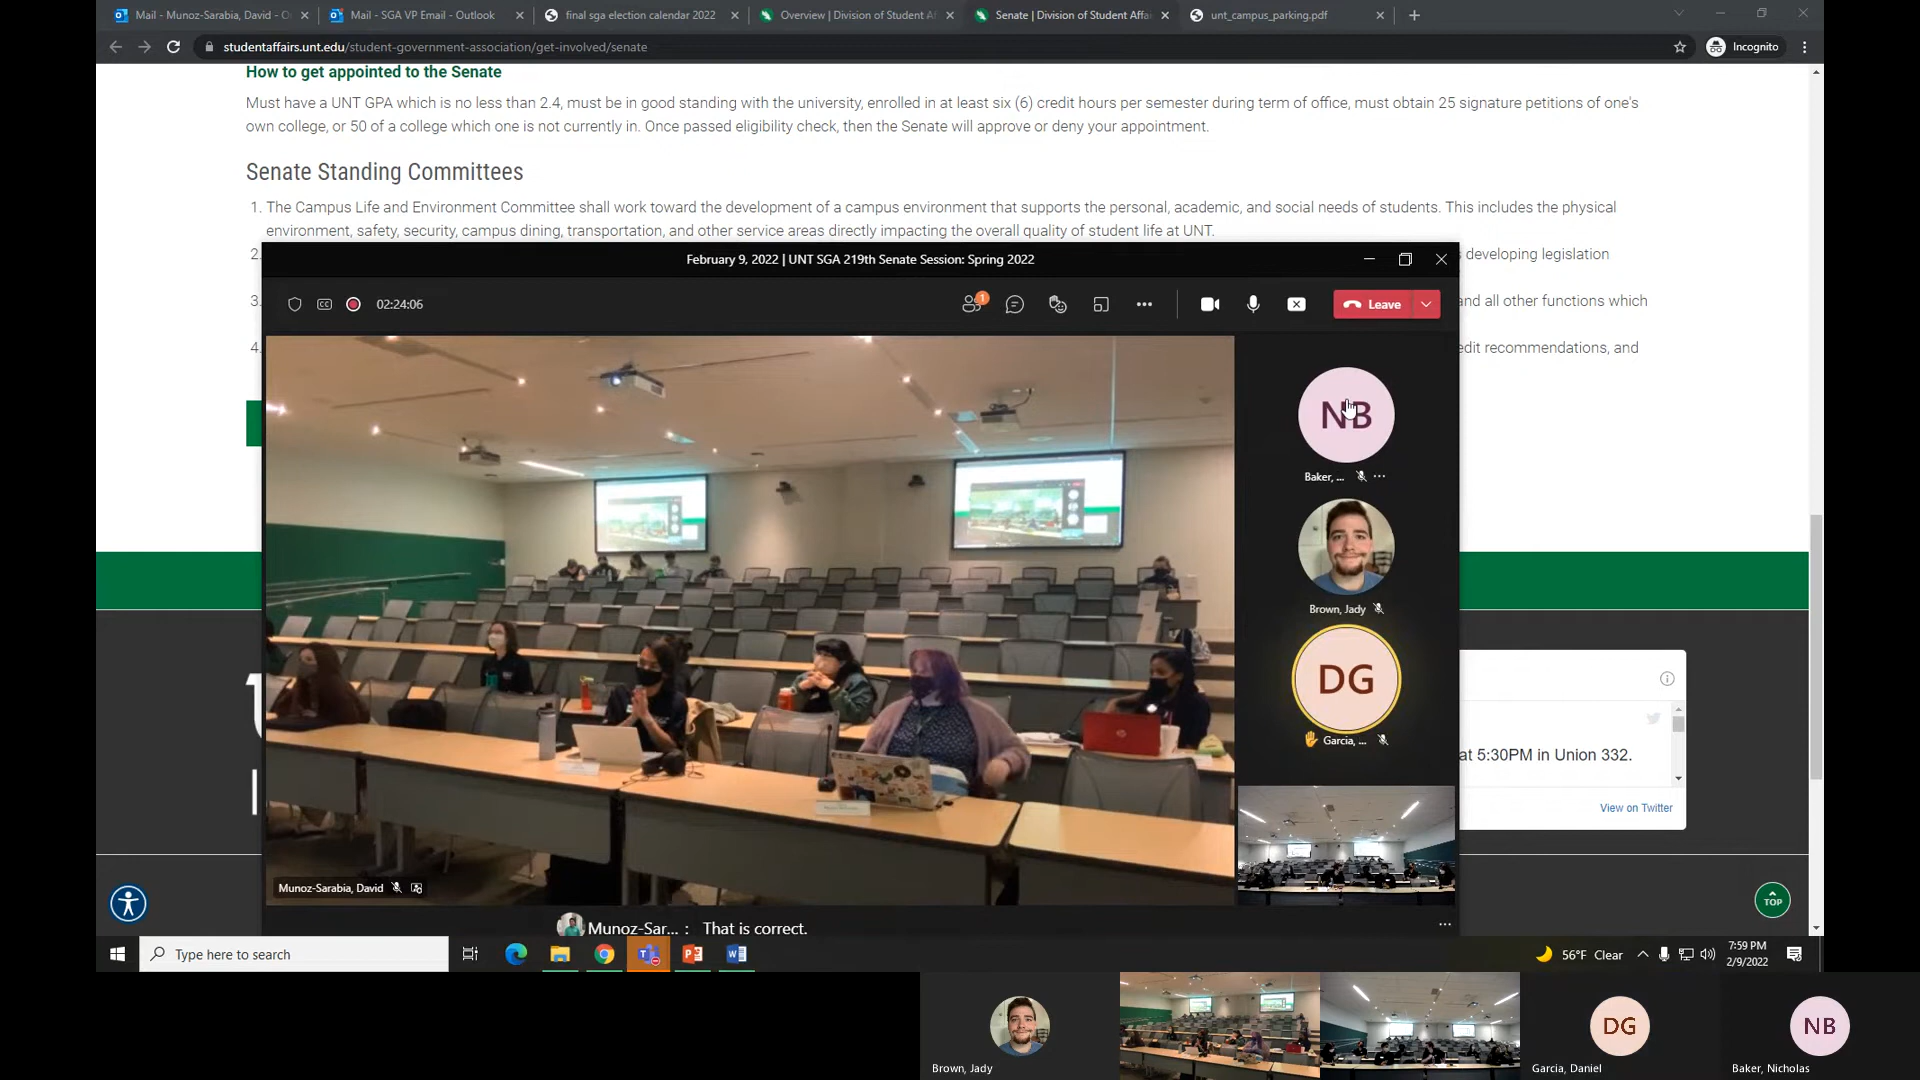 Mail - Munoz-Sarabia, David - O
Mail - SGA VP Email - Outlook
final sga election calendar 2022
Overview | Division of Student Af
Senate | Division of Student Affai
unt_campus_parking.pdf
studentaffairs.unt.edu/student-government-association/get-involved/senate
Incognito
How to get appointed to the Senate
Must have a UNT GPA which is no less than 2.4, must be in good standing with the university, enrolled in at least six (6) credit hours per semester during term of office, must obtain 25 signature petitions of one's
own college, or 50 of a college which one is not currently in. Once passed eligibility check, then the Senate will approve or deny your appointment.
Senate Standing Committees
1. The Campus Life and Environment Committee shall work toward the development of a campus environment that supports the personal, academic, and social needs of students. This includes the physical
environment, safety, security, campus dining, transportation, and other service areas directly impacting the overall quality of student life at UNT.
2.
s developing legislation
3.
and all other functions which
4.
edit recommendations, and
February 9, 2022 | UNT SGA 219th Senate Session: Spring 2022
CC
02:24:06
1
Leave
NB
Baker, ...
Brown, Jady
DG
Garcia, ...
Munoz-Sarabia, David
Munoz-Sar... : That is correct.
at 5:30PM in Union 332.
View on Twitter
TOP
Type here to search
56°F Clear
7:59 PM
2/9/2022
Brown, Jady
DG
Garcia, Daniel
NB
Baker, Nicholas